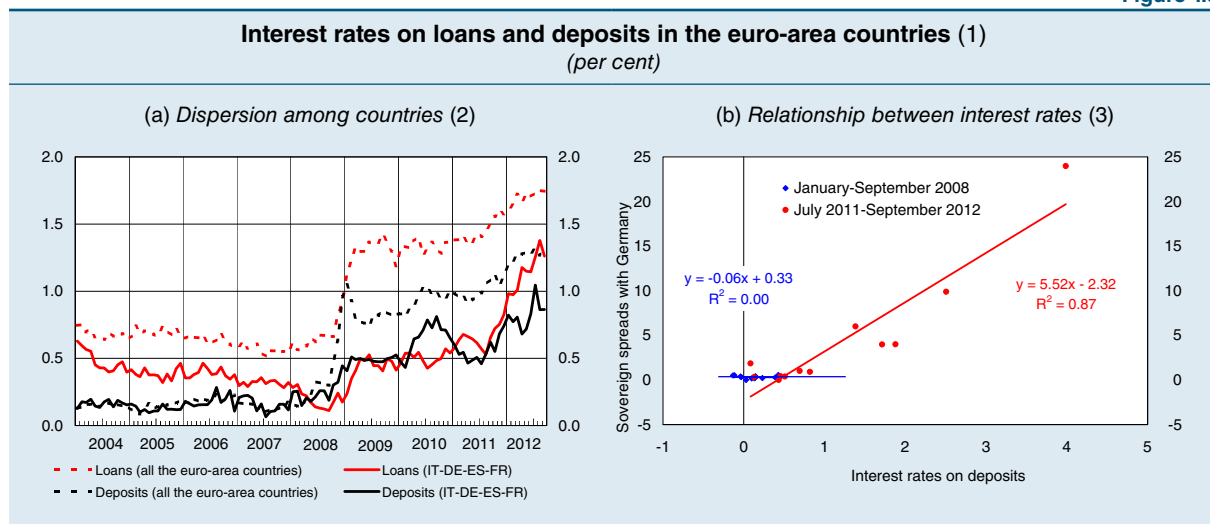 Interest rates on loans and deposits in the euro-area countries (1)
(per cent)
(a) Dispersion among countries (2)
2.0 2.0
1.5 1.5
1.0 1.0
0.5 0.5
0.0 0.0
2004 2005 2006 2007 2008 2009 2010 2011 2012
Loans (all the euro-area countries) Loans (IT-DE-ES-FR)
Deposits (all the euro-area countries) Deposits (IT-DE-ES-FR)
(b) Relationship between interest rates (3)
25 25
20 20
15 15
10 10
5 5
0 0
-5 -5
January-September 2008
July 2011-September 2012
y = -0.06x + 0.33
R² = 0.00
y = 5.52x - 2.32
R² = 0.87
Sovereign spreads with Germany
-1 0 1 2 3 4 5
Interest rates on deposits